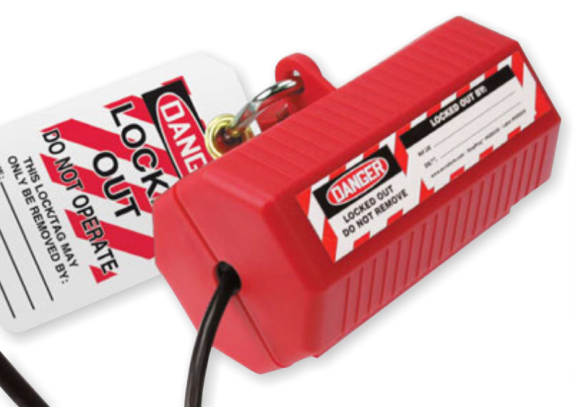 DANG
LOCK
OUT
DO NOT OPERATE
THIS LOCK/TAG MAY
ONLY BE REMOVED BY:
DANGER
LOCKED OUT
DO NOT REMOVE
LOCKED OUT BY: